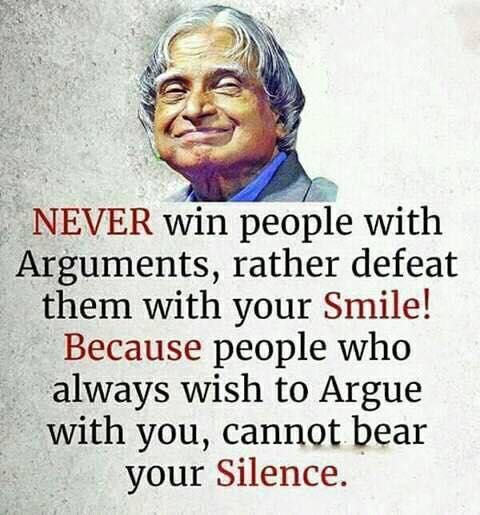 NEVER win people with
Arguments, rather defeat
them with your Smile!
Because people who
always wish to Argue
with you, cannot bear
your Silence.